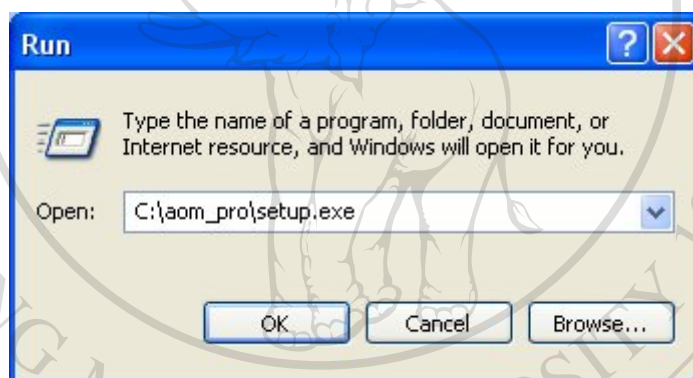 Run
Type the name of a program, folder, document, or
Internet resource, and Windows will open it for you.
Open: C:\aom_pro\setup.exe
OK Cancel Browse...